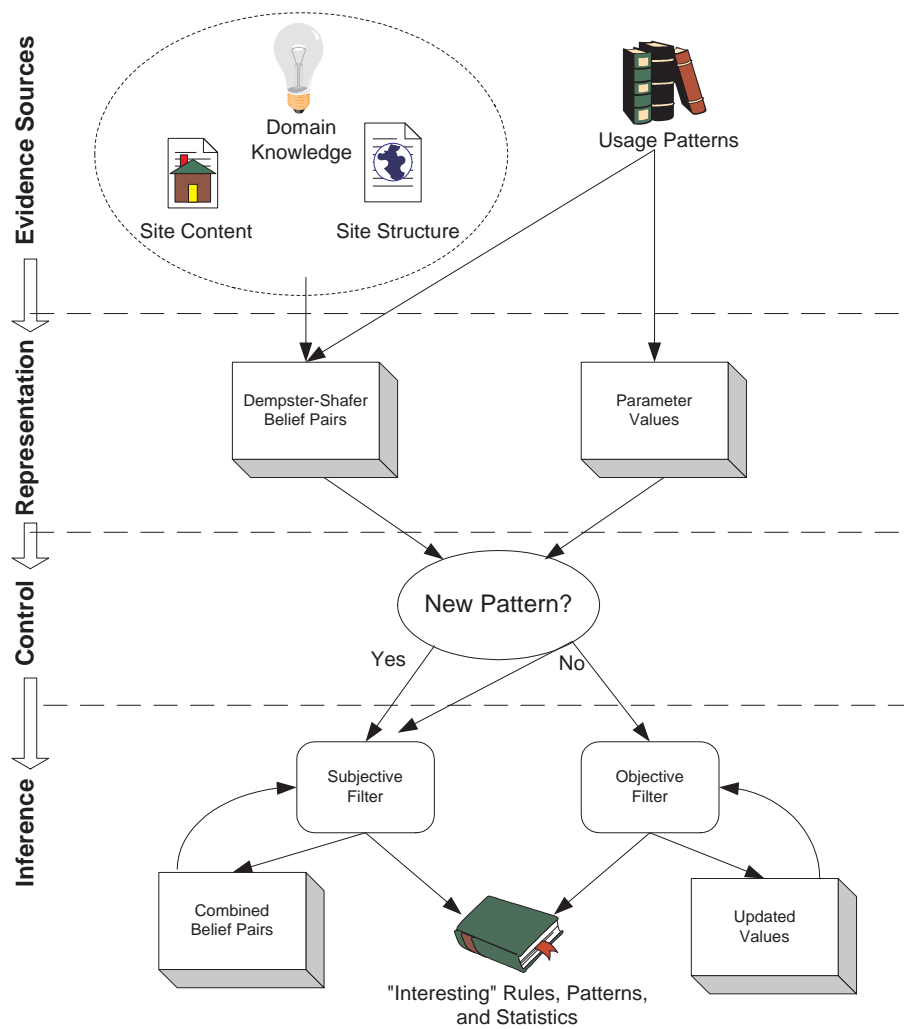 Evidence Sources
Domain
Knowledge
Site Content
Site Structure
Usage Patterns
Representation
Dempster-Shafer
Belief Pairs
Parameter
Values
Control
New Pattern?
Yes
No
Inference
Subjective
Filter
Objective
Filter
Combined
Belief Pairs
Updated
Values
"Interesting" Rules, Patterns,
and Statistics